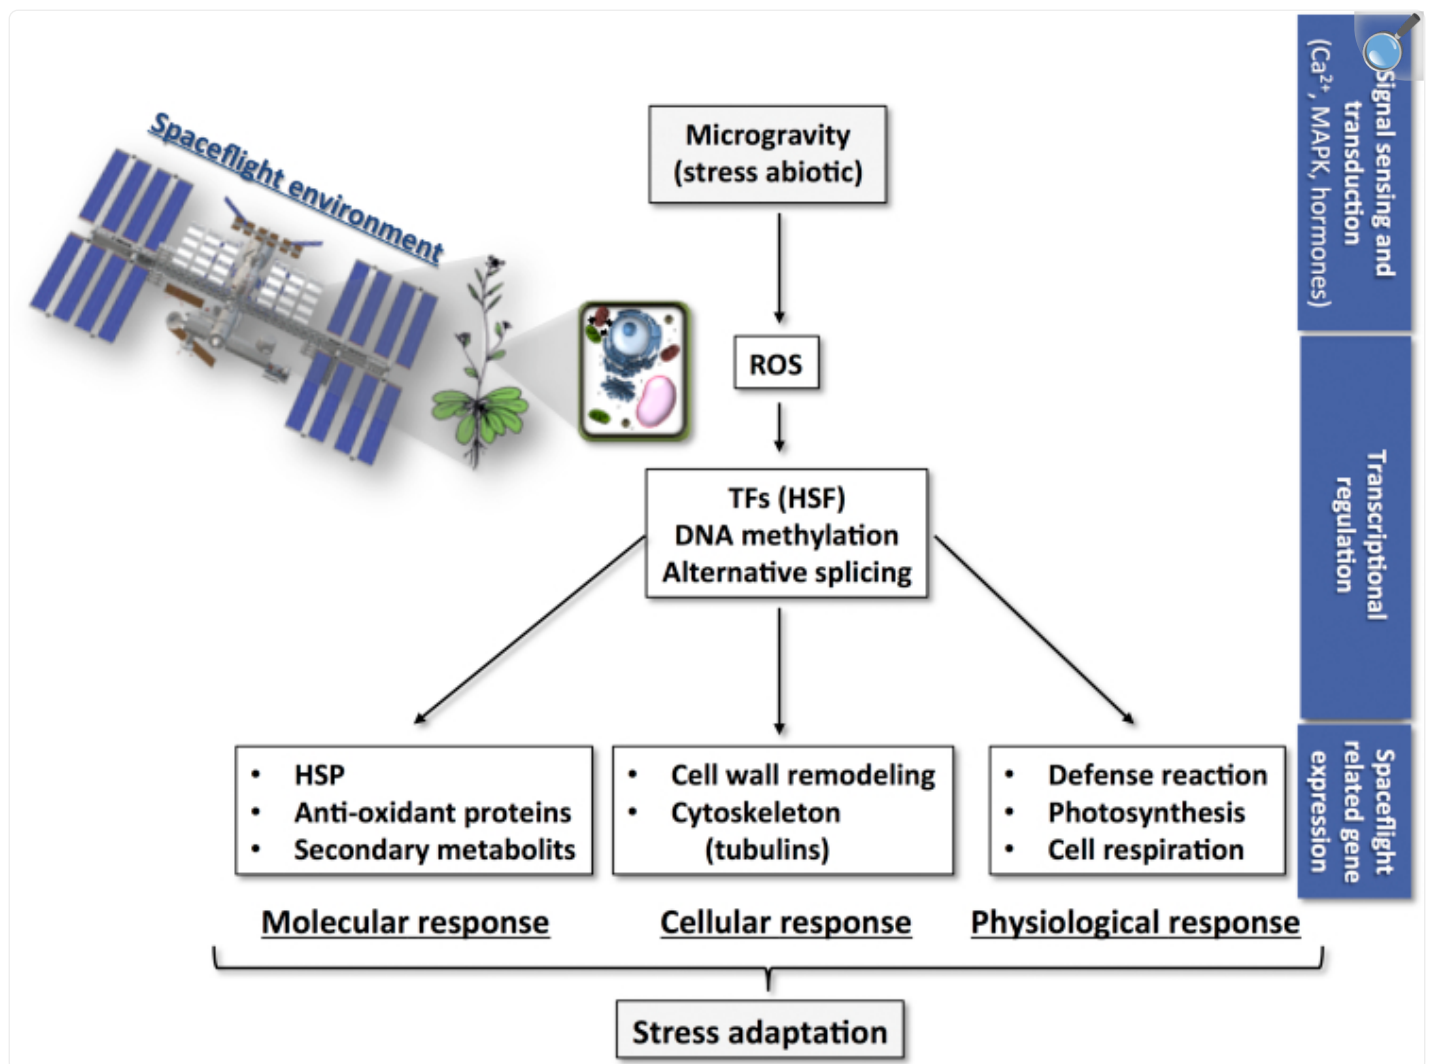 Spaceflight environment
Microgravity
(stress abiotic)
ROS
TFs (HSF)
DNA methylation
Alternative splicing
• HSP
• Anti-oxidant proteins
• Secondary metabolits
Molecular response
• Cell wall remodeling
• Cytoskeleton
(tubulins)
Cellular response
• Defense reaction
• Photosynthesis
• Cell respiration
Physiological response
Stress adaptation
Signal sensing and
transduction
(Ca²⁺, MAPK, hormones)
Transcriptional
regulation
Spaceflight
related gene
expression